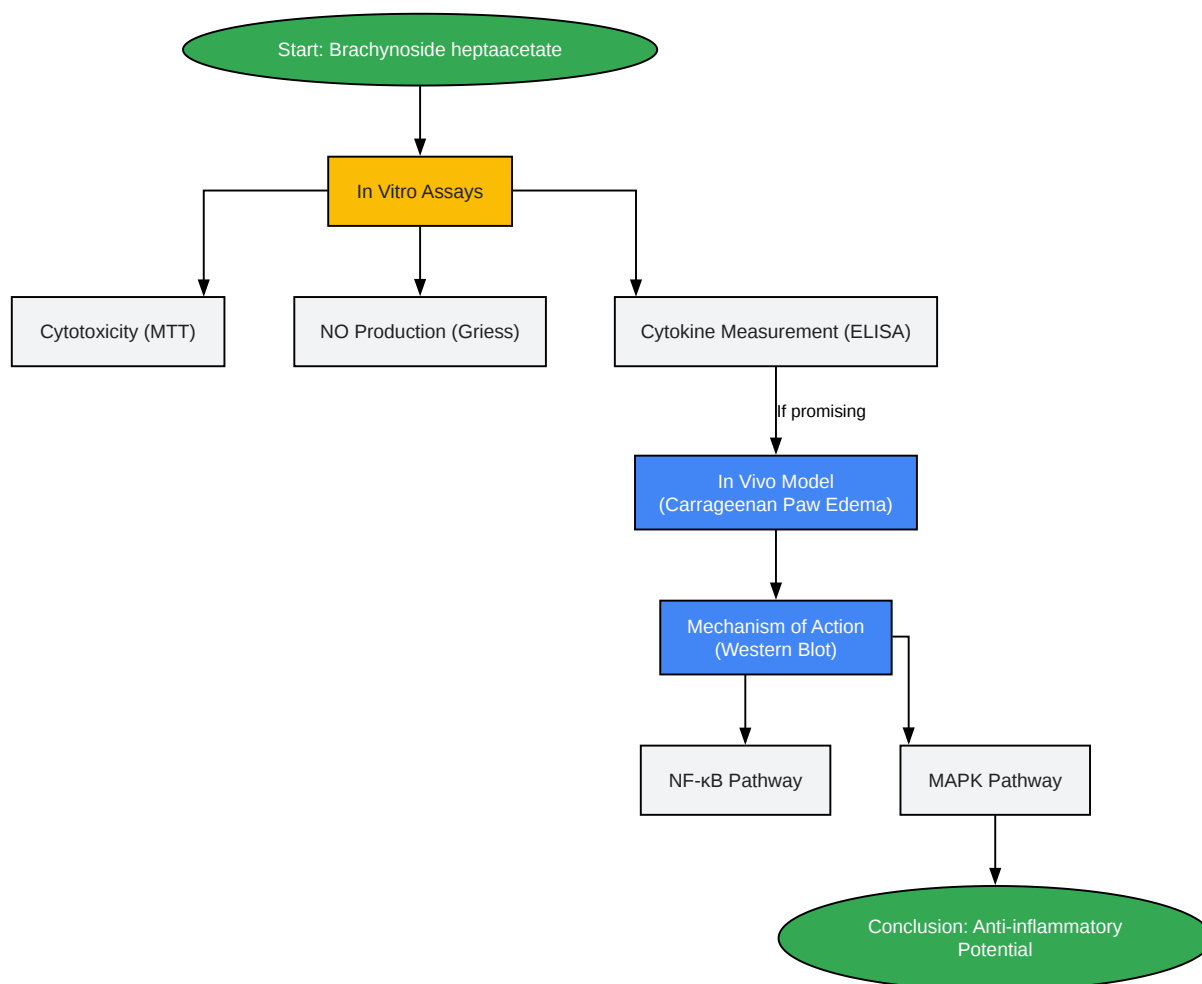 Start: Brachynoside heptaacetate
In Vitro Assays
Cytotoxicity (MTT)
NO Production (Griess)
Cytokine Measurement (ELISA)
If promising
In Vivo Model
(Carrageenan Paw Edema)
Mechanism of Action
(Western Blot)
NF-κB Pathway
MAPK Pathway
Conclusion: Anti-inflammatory
Potential